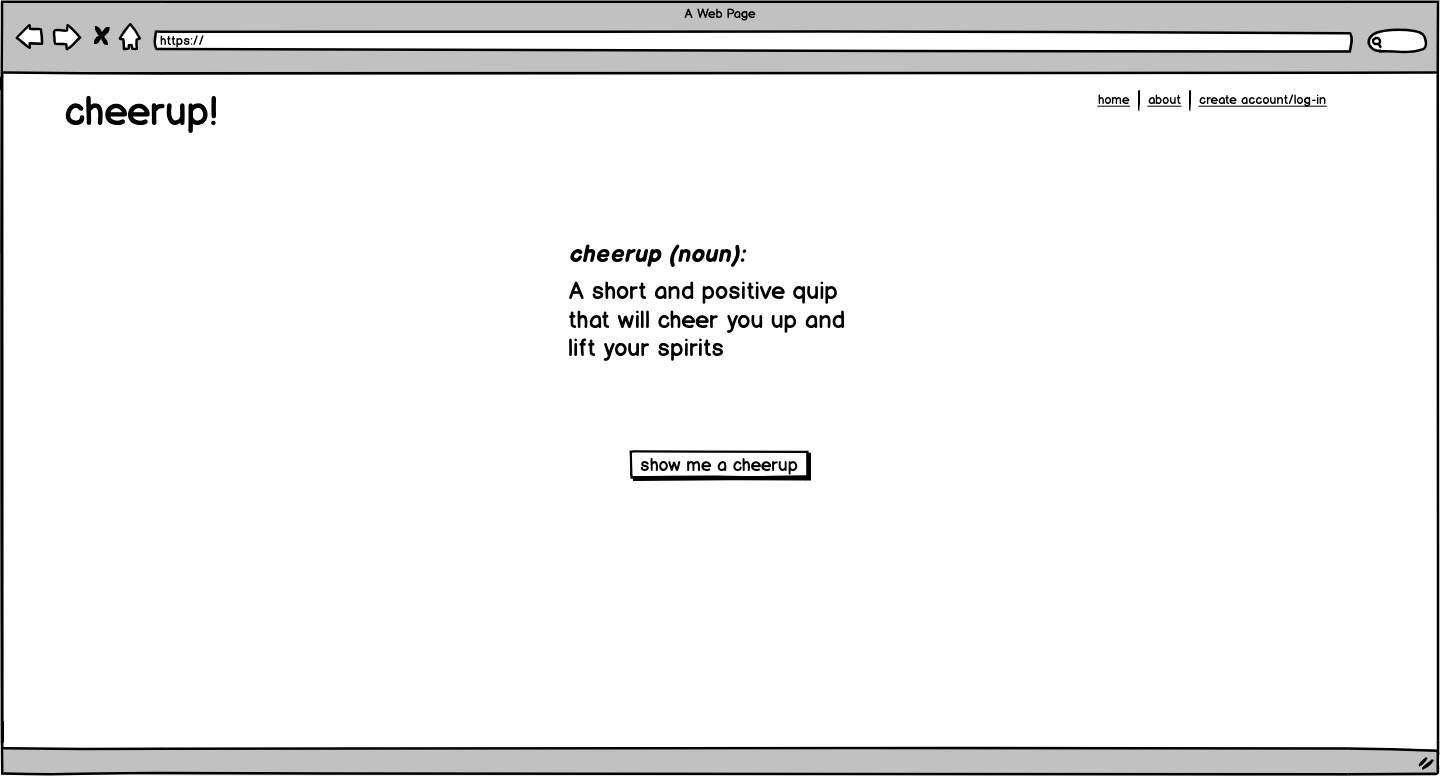 A Web Page
https://
cheerup!
home | about | create account/log-in
cheerup (noun):
A short and positive quip
that will cheer you up and
lift your spirits
show me a cheerup